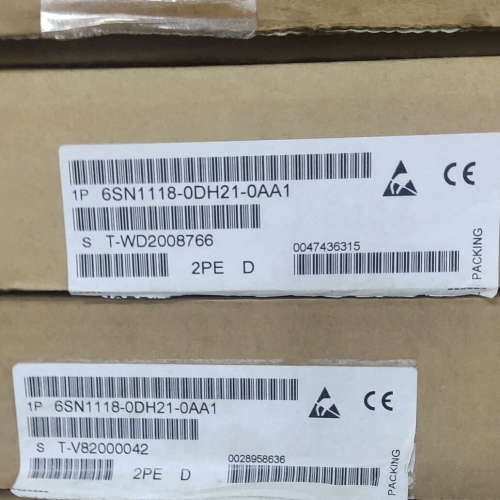 1P 6SN1118-0DH21-0AA1
S T-WD2008766
0047436315
2PE D
CE
PACKING
1P 6SN1118-0DH21-0AA1
S T-V82000042
0028958636
2PE D
CE
PACKING